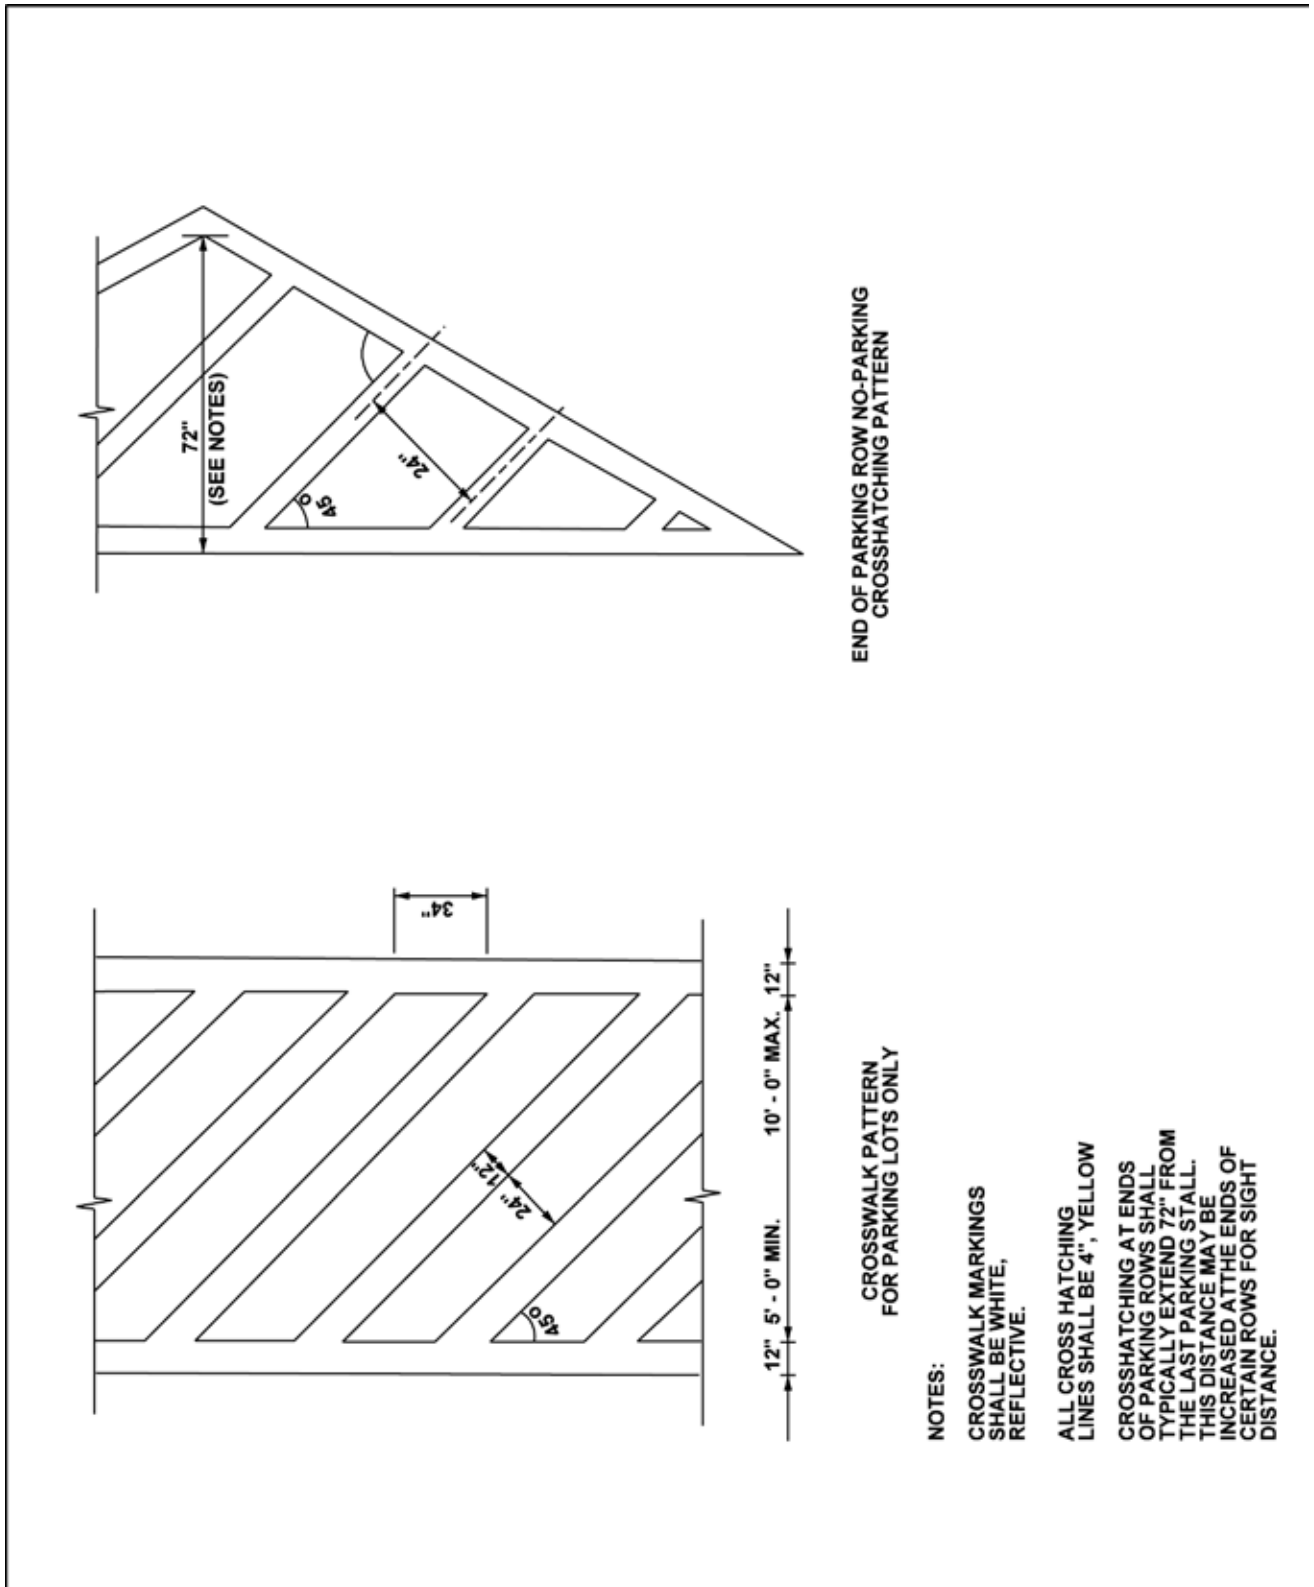 72"
(SEE NOTES)
24"
45°
END OF PARKING ROW NO-PARKING
CROSSHATCHING PATTERN
34"
12"
24"
45°
12" 5' - 0" MIN. 10' - 0" MAX. 12"
CROSSWALK PATTERN
FOR PARKING LOTS ONLY
NOTES:
CROSSWALK MARKINGS
SHALL BE WHITE,
REFLECTIVE.
ALL CROSS HATCHING
LINES SHALL BE 4", YELLOW
CROSSHATCHING AT ENDS
OF PARKING ROWS SHALL
TYPICALLY EXTEND 72" FROM
THE LAST PARKING STALL.
THIS DISTANCE MAY BE
INCREASED ATTHE ENDS OF
CERTAIN ROWS FOR SIGHT
DISTANCE.